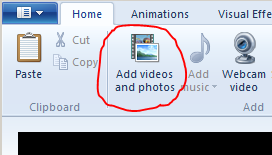 Home Animations Visual Effe
Paste Cut Copy Add videos and photos Add music Webcam video
Clipboard Add